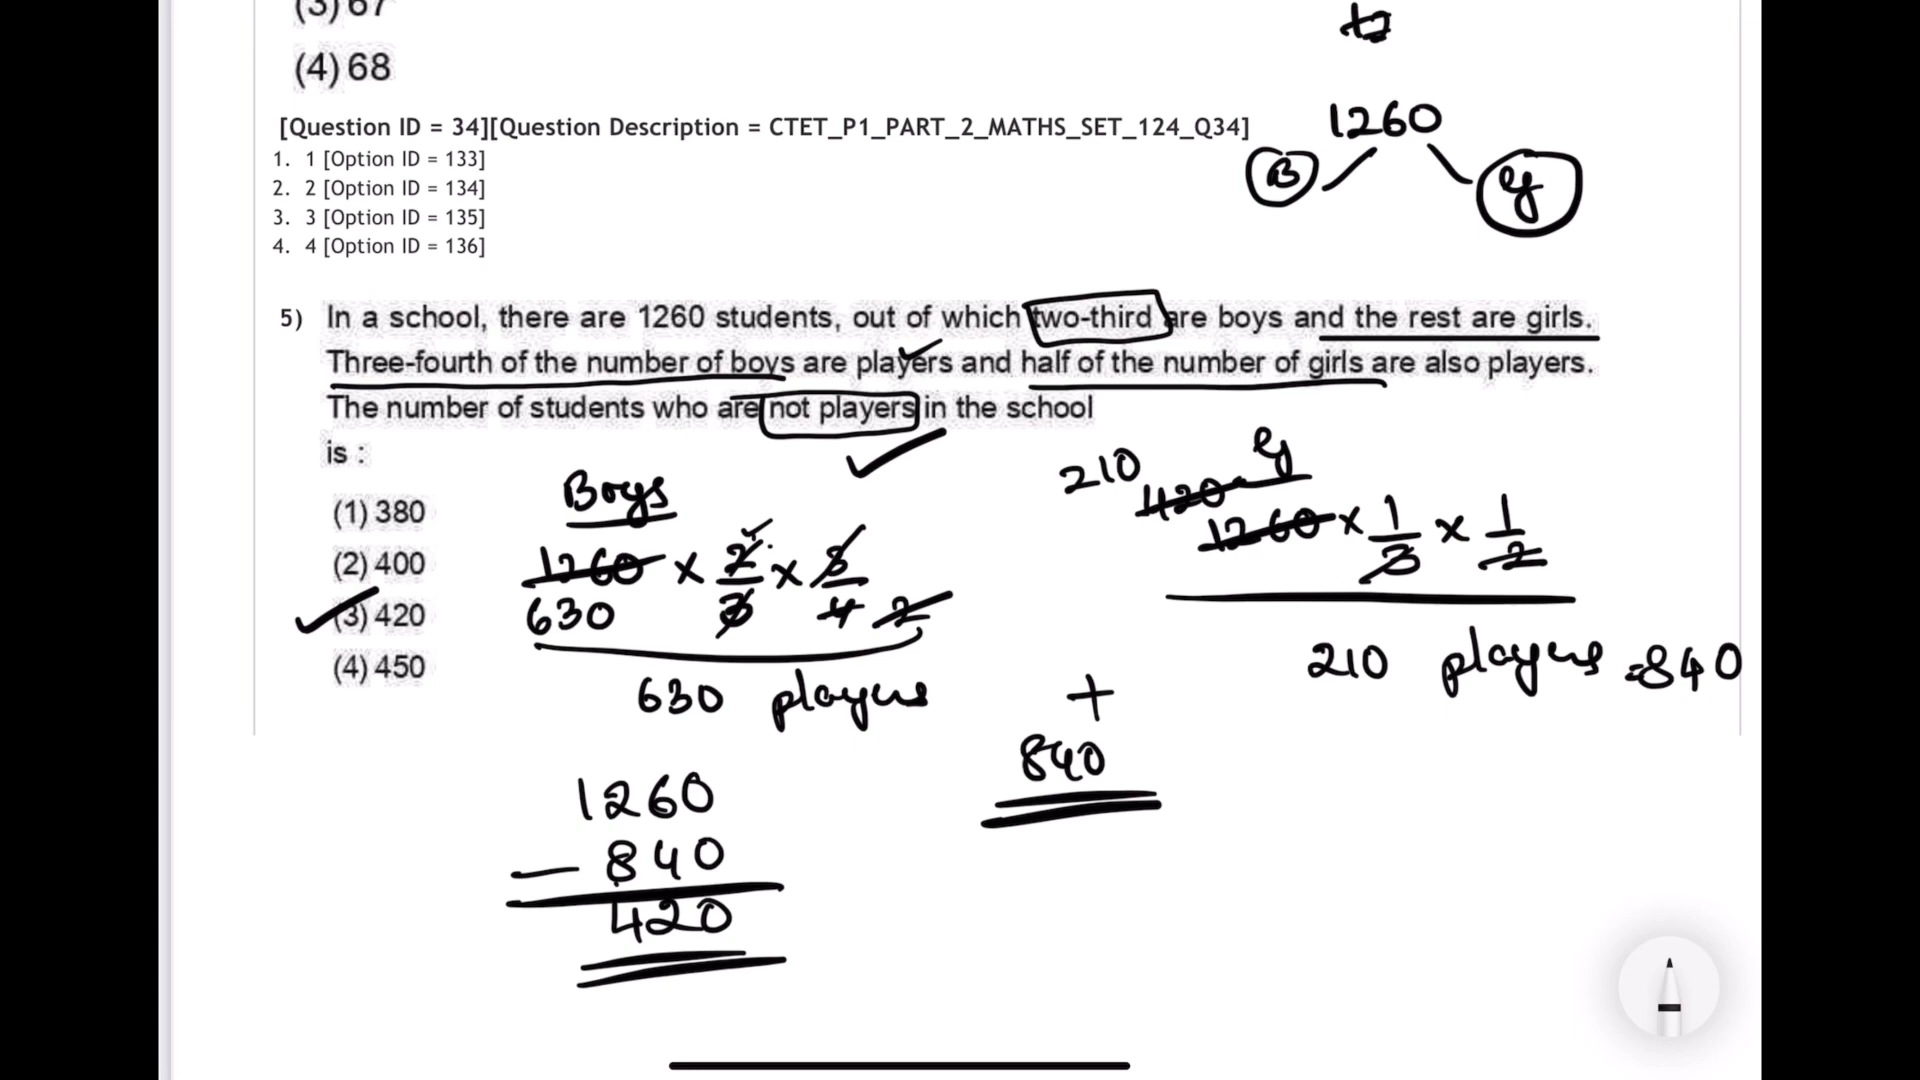 (3) 67
(4) 68
1260
[Question ID = 34][Question Description = CTET_P1_PART_2_MATHS_SET_124_Q34]
B
1. 1 [Option ID = 133]
2. 2 [Option ID = 134]
3. 3 [Option ID = 135]
4. 4 [Option ID = 136]
5) In a school, there are 1260 students, out of which two-third are boys and the rest are girls.
Three-fourth of the number of boys are players and half of the number of girls are also players.
The number of students who are not players in the school
is :
(1) 380
(2) 400
(3) 420
(4) 450
Boys
1260 × 2/3 × 3/4 2
630
630 players
210 420
1260 × 1/3 × 1/2
210 players = 840
+
840
1260
- 840
420